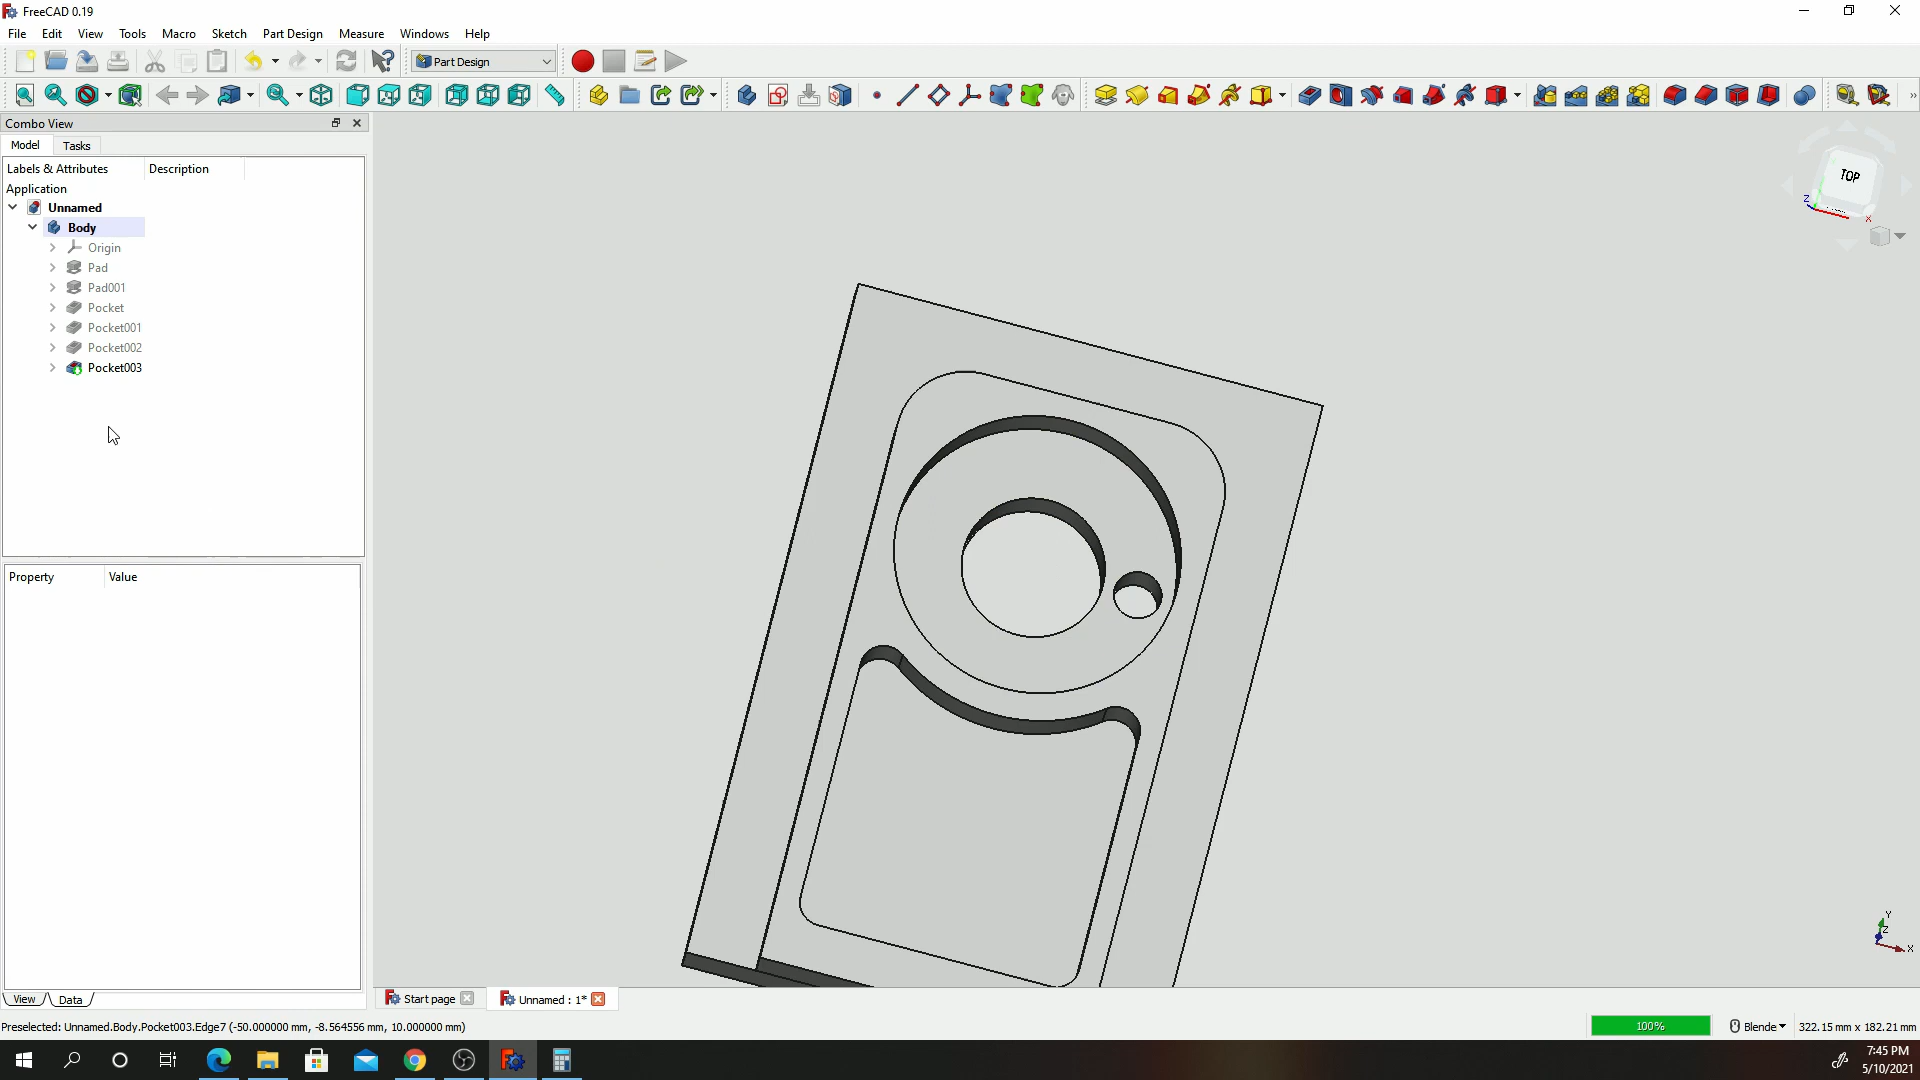 FreeCAD 0.19
File Edit View Tools Macro Sketch Part Design Measure Windows Help
Part Design
Combo View
Model Tasks
Labels & Attributes Description
Application
Unnamed
Body
Origin
Pad
Pad001
Pocket
Pocket001
Pocket002
Pocket003
TOP
Z
X
Property Value
Y
Z
X
View Data
Start page
Unnamed : 1*
Preselected: Unnamed.Body.Pocket003.Edge7 (-50.000000 mm, -8.564556 mm, 10.000000 mm)
100%
Blende
322.15 mm x 182.21 mm
7:45 PM
5/10/2021